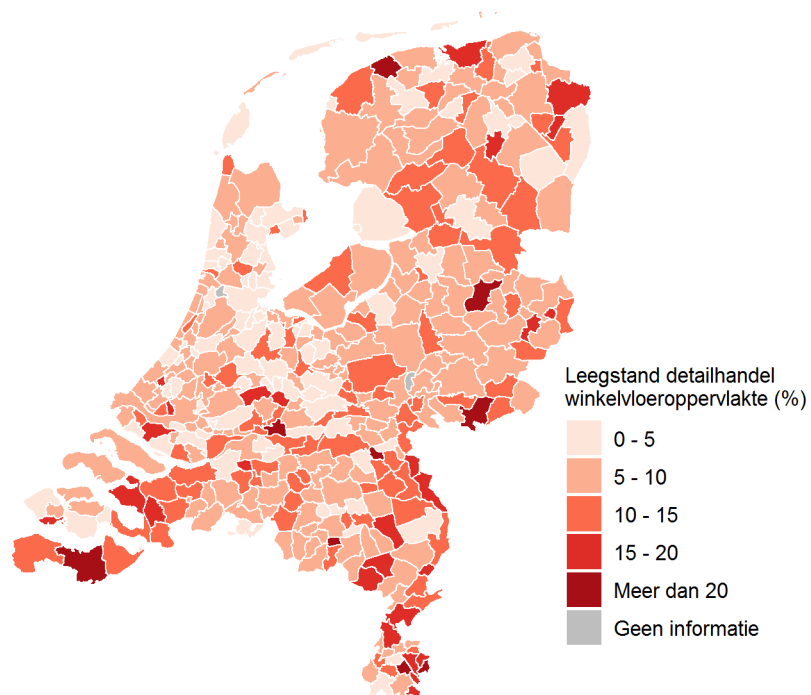 Leegstand detailhandel
winkelvloeroppervlakte (%)
0 - 5
5 - 10
10 - 15
15 - 20
Meer dan 20
Geen informatie